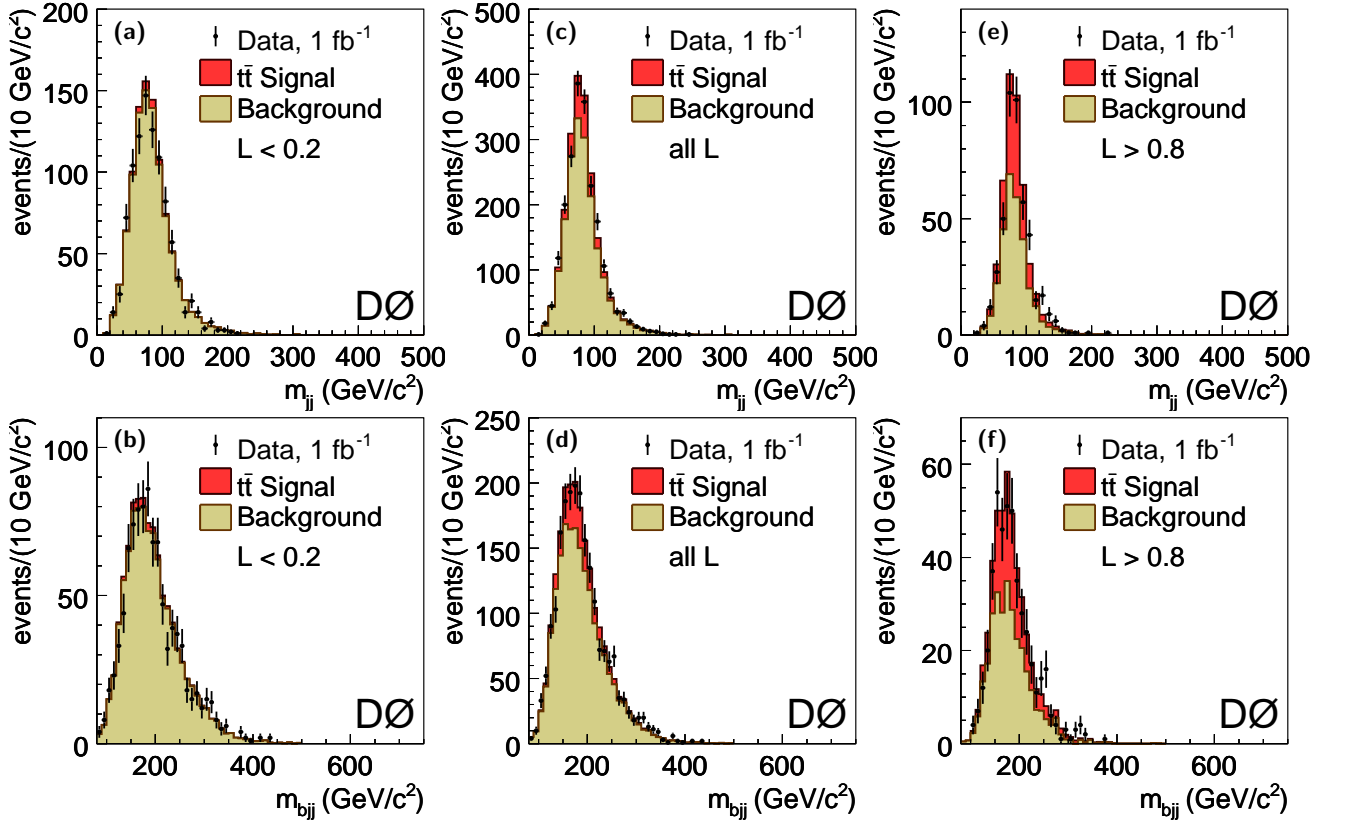 (a)
Data, 1 fb⁻¹
tt̄ Signal
Background
L < 0.2
DØ
events/(10 GeV/c²)
200
150
100
50
0
0 100 200 300 400 500
m_jj (GeV/c²)
(c)
Data, 1 fb⁻¹
tt̄ Signal
Background
all L
DØ
events/(10 GeV/c²)
500
400
300
200
100
0
0 100 200 300 400 500
m_jj (GeV/c²)
(e)
Data, 1 fb⁻¹
tt̄ Signal
Background
L > 0.8
DØ
events/(10 GeV/c²)
100
50
0
0 100 200 300 400 500
m_jj (GeV/c²)
(b)
Data, 1 fb⁻¹
tt̄ Signal
Background
L < 0.2
DØ
events/(10 GeV/c²)
100
50
0
200 400 600
m_bjj (GeV/c²)
(d)
Data, 1 fb⁻¹
tt̄ Signal
Background
all L
DØ
events/(10 GeV/c²)
250
200
150
100
50
0
200 400 600
m_bjj (GeV/c²)
(f)
Data, 1 fb⁻¹
tt̄ Signal
Background
L > 0.8
DØ
events/(10 GeV/c²)
60
40
20
0
200 400 600
m_bjj (GeV/c²)